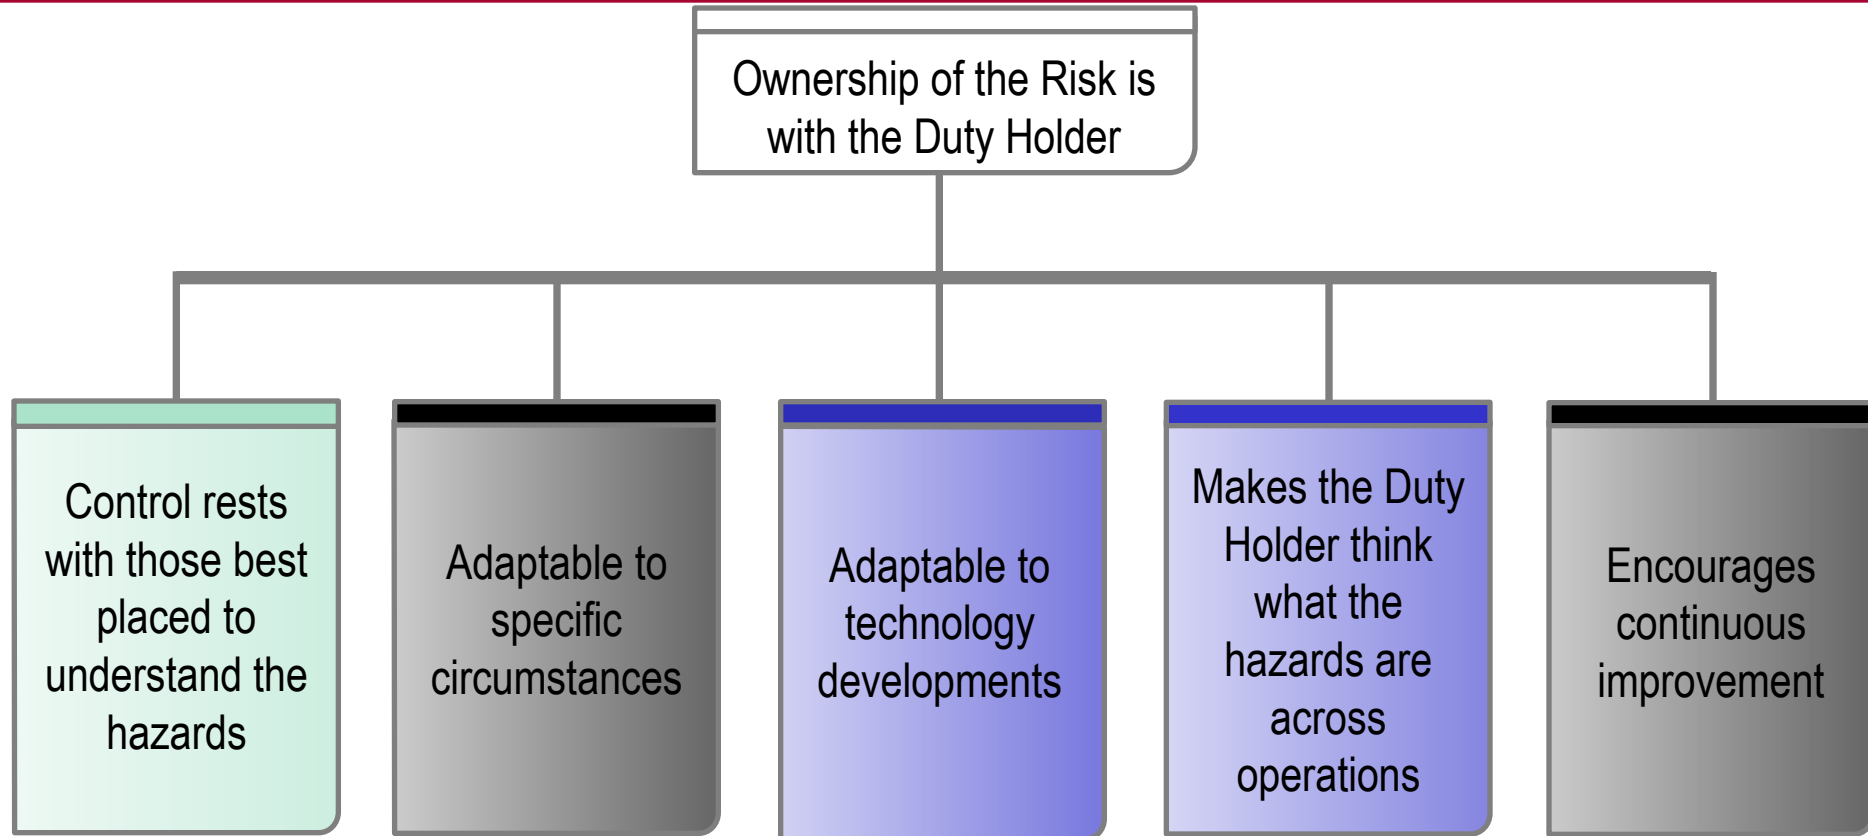 Ownership of the Risk is
with the Duty Holder
Control rests
with those best
placed to
understand the
hazards
Adaptable to
specific
circumstances
Adaptable to
technology
developments
Makes the Duty
Holder think
what the
hazards are
across
operations
Encourages
continuous
improvement